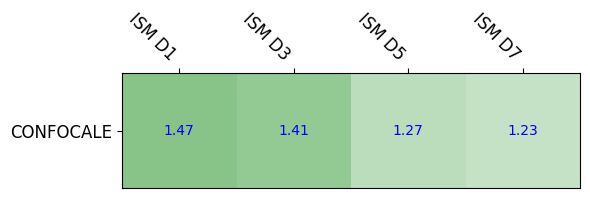 ISM D1 ISM D3 ISM D5 ISM D7
CONFOCALE 1.47 1.41 1.27 1.23